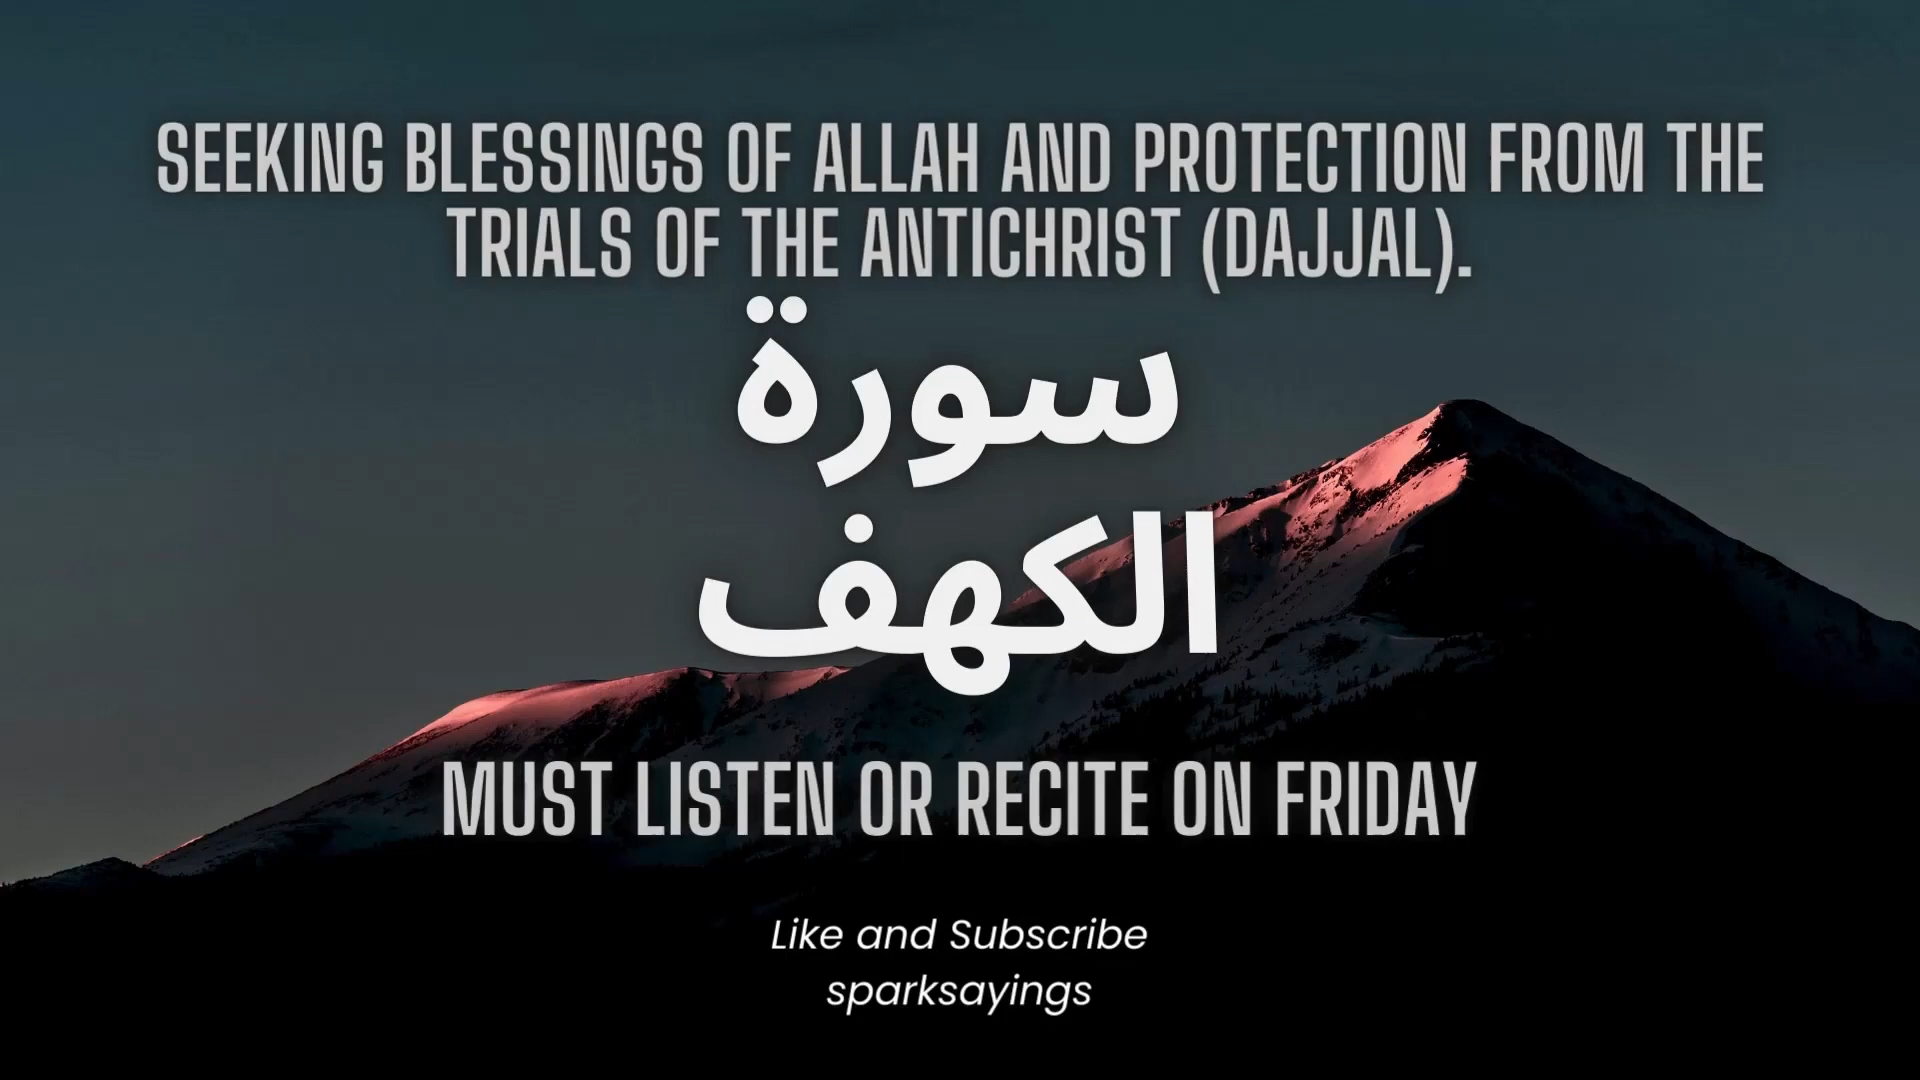 SEEKING BLESSINGS OF ALLAH AND PROTECTION FROM THE
TRIALS OF THE ANTICHRIST (DAJJAL).
سورة
الكهف
MUST LISTEN OR RECITE ON FRIDAY
Like and Subscribe
sparksayings